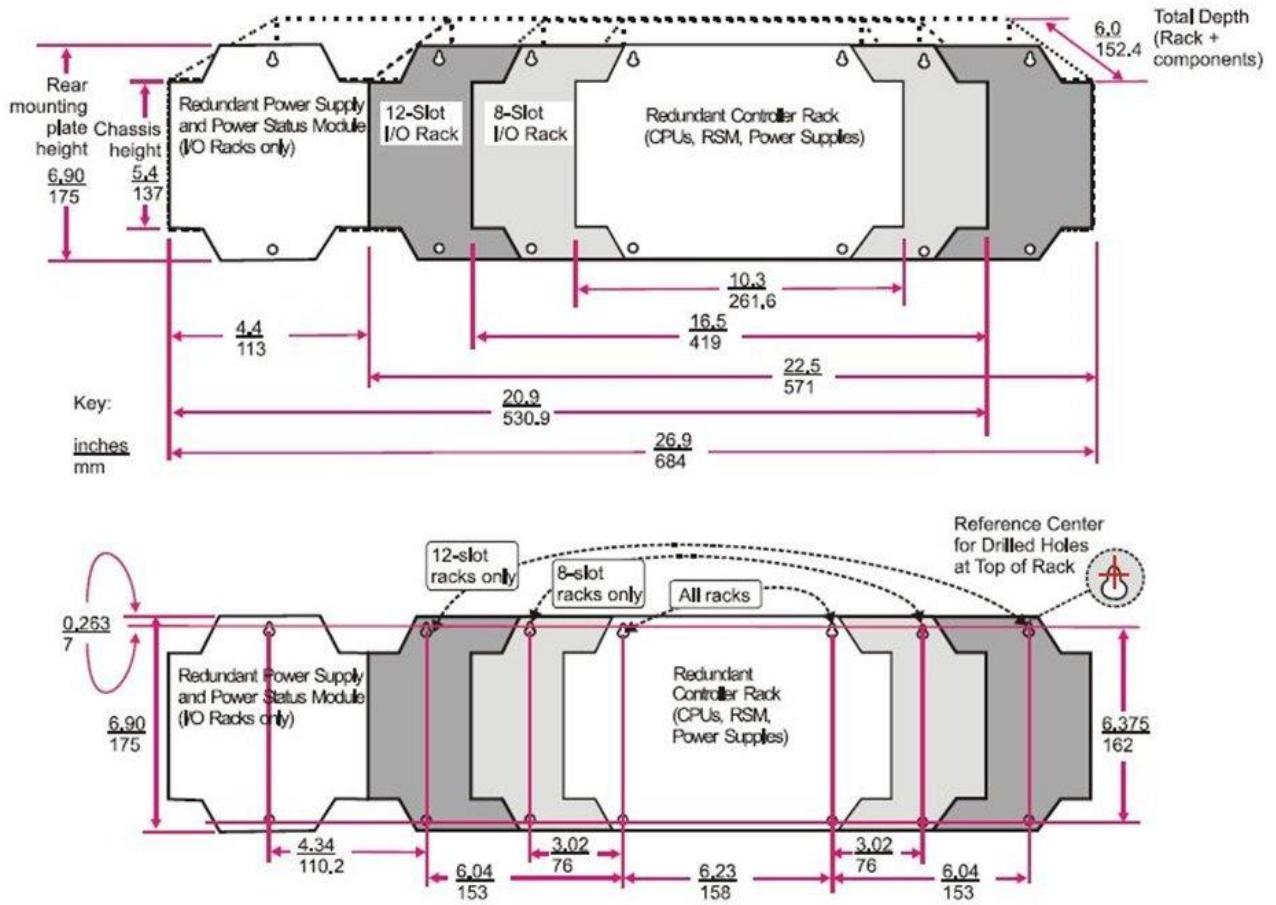 Total Depth
(Rack +
components)
6.0
152.4
Rear
mounting
plate
height
6.90
175
Chassis
height
5.4
137
Redundant Power Supply
and Power Status Module
(I/O Racks only)
12-Slot
I/O Rack
8-Slot
I/O Rack
Redundant Controller Rack
(CPUs, RSM, Power Supplies)
10.3
261.6
4.4
113
16.5
419
22.5
571
20.9
530.9
26.9
684
Key:
inches
mm
Reference Center
for Drilled Holes
at Top of Rack
12-slot
racks only
8-slot
racks only
All racks
0.263
7
Redundant Power Supply
and Power Status Module
(I/O Racks only)
Redundant
Controller Rack
(CPUs, RSM,
Power Supplies)
6.90
175
6.375
162
4.34
110.2
3.02
76
3.02
76
6.04
153
6.23
158
6.04
153